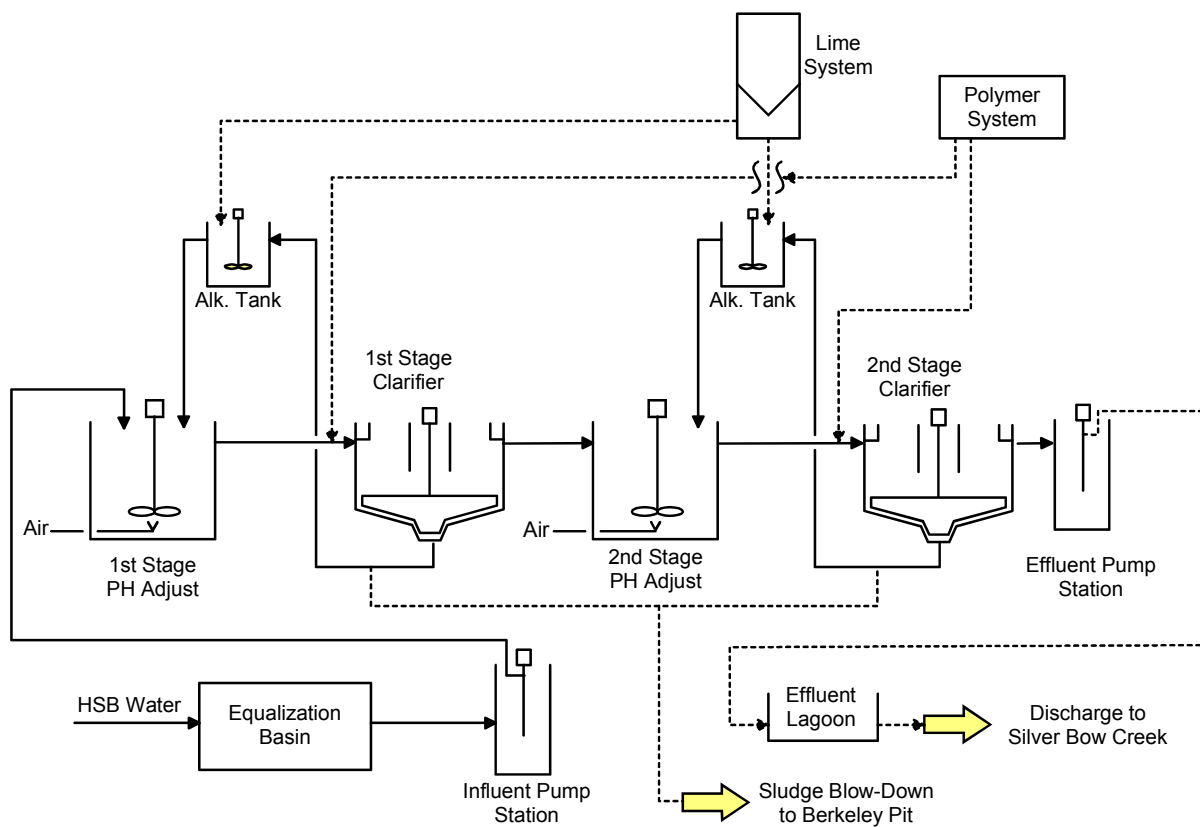 Lime
System
Polymer
System
Alk. Tank
Alk. Tank
1st Stage
Clarifier
2nd Stage
Clarifier
Air
1st Stage
PH Adjust
Air
2nd Stage
PH Adjust
Effluent Pump
Station
HSB Water
Equalization
Basin
Influent Pump
Station
Effluent
Lagoon
Discharge to
Silver Bow Creek
Sludge Blow-Down
to Berkeley Pit